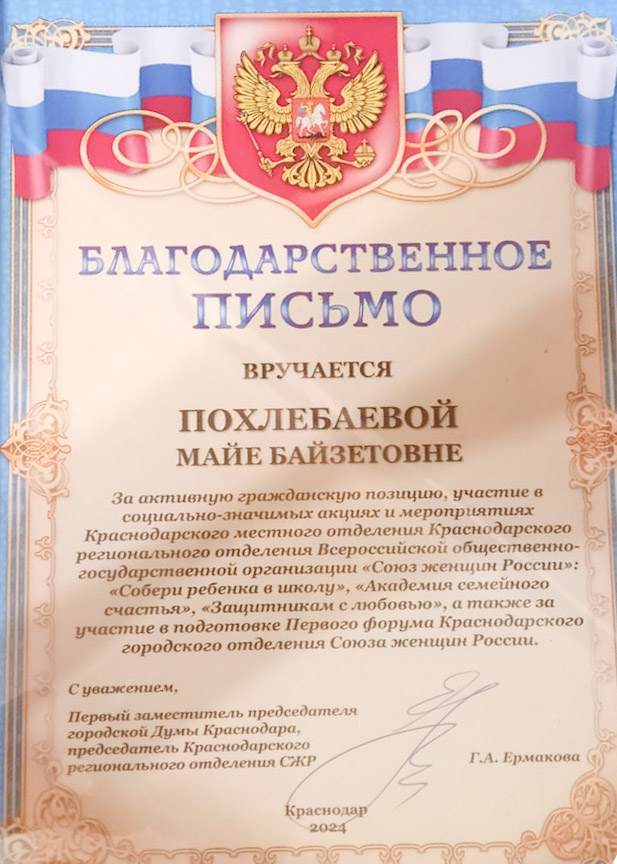 БЛАГОДАРСТВЕННОЕ
ПИСЬМО
ВРУЧАЕТСЯ
ПОХЛЕБАЕВОЙ
МАЙЕ БАЙЗЕТОВНЕ
За активную гражданскую позицию, участие в
социально-значимых акциях и мероприятиях
Краснодарского местного отделения Краснодарского
регионального отделения Всероссийской общественно-
государственной организации «Союз женщин России»:
«Собери ребенка в школу», «Академия семейного
счастья», «Защитникам с любовью», а также за
участие в подготовке Первого форума Краснодарского
городского отделения Союза женщин России.
С уважением,
Первый заместитель председателя
городской Думы Краснодара,
председатель Краснодарского
регионального отделения СЖР
Г.А. Ермакова
Краснодар
2024